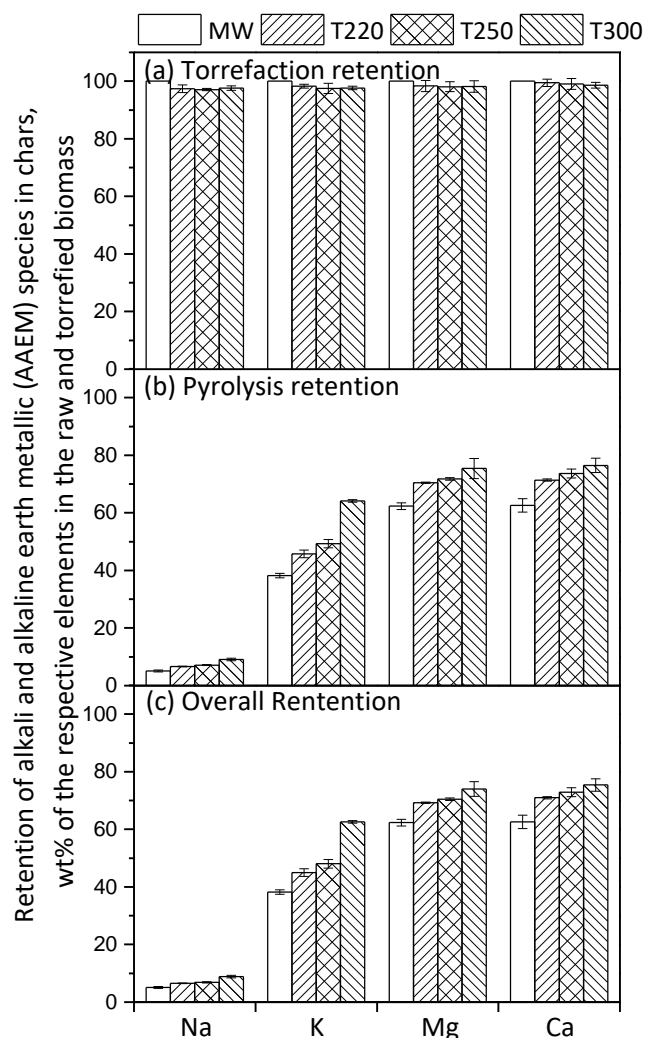 MW T220 T250 T300
Retention of alkali and alkaline earth metallic (AAEM) species in chars,
wt% of the respective elements in the raw and torrefied biomass
(a) Torrefaction retention
100
80
60
40
20
0
(b) Pyrolysis retention
100
80
60
40
20
0
(c) Overall Rentention
100
80
60
40
20
0
Na K Mg Ca